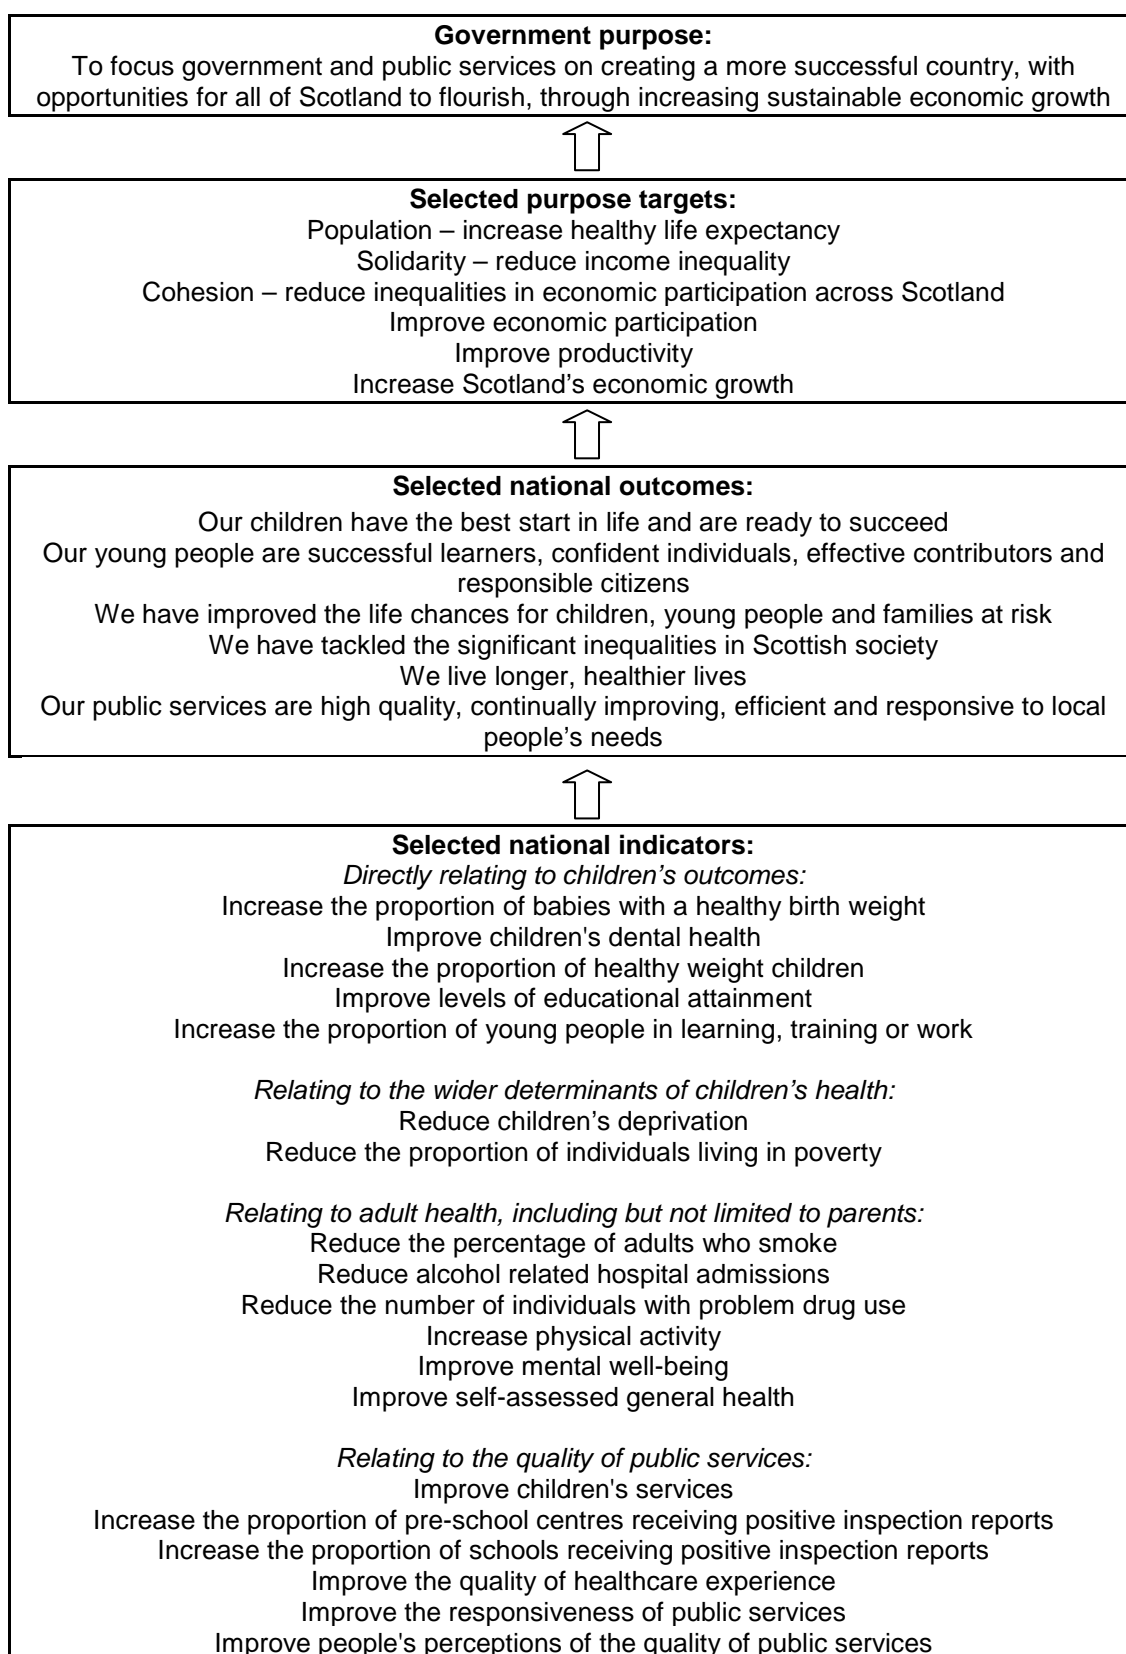 Government purpose:
To focus government and public services on creating a more successful country, with
opportunities for all of Scotland to flourish, through increasing sustainable economic growth
Selected purpose targets:
Population – increase healthy life expectancy
Solidarity – reduce income inequality
Cohesion – reduce inequalities in economic participation across Scotland
Improve economic participation
Improve productivity
Increase Scotland’s economic growth
Selected national outcomes:
Our children have the best start in life and are ready to succeed
Our young people are successful learners, confident individuals, effective contributors and
responsible citizens
We have improved the life chances for children, young people and families at risk
We have tackled the significant inequalities in Scottish society
We live longer, healthier lives
Our public services are high quality, continually improving, efficient and responsive to local
people’s needs
Selected national indicators:
Directly relating to children’s outcomes:
Increase the proportion of babies with a healthy birth weight
Improve children's dental health
Increase the proportion of healthy weight children
Improve levels of educational attainment
Increase the proportion of young people in learning, training or work
Relating to the wider determinants of children’s health:
Reduce children’s deprivation
Reduce the proportion of individuals living in poverty
Relating to adult health, including but not limited to parents:
Reduce the percentage of adults who smoke
Reduce alcohol related hospital admissions
Reduce the number of individuals with problem drug use
Increase physical activity
Improve mental well-being
Improve self-assessed general health
Relating to the quality of public services:
Improve children's services
Increase the proportion of pre-school centres receiving positive inspection reports
Increase the proportion of schools receiving positive inspection reports
Improve the quality of healthcare experience
Improve the responsiveness of public services
Improve people's perceptions of the quality of public services